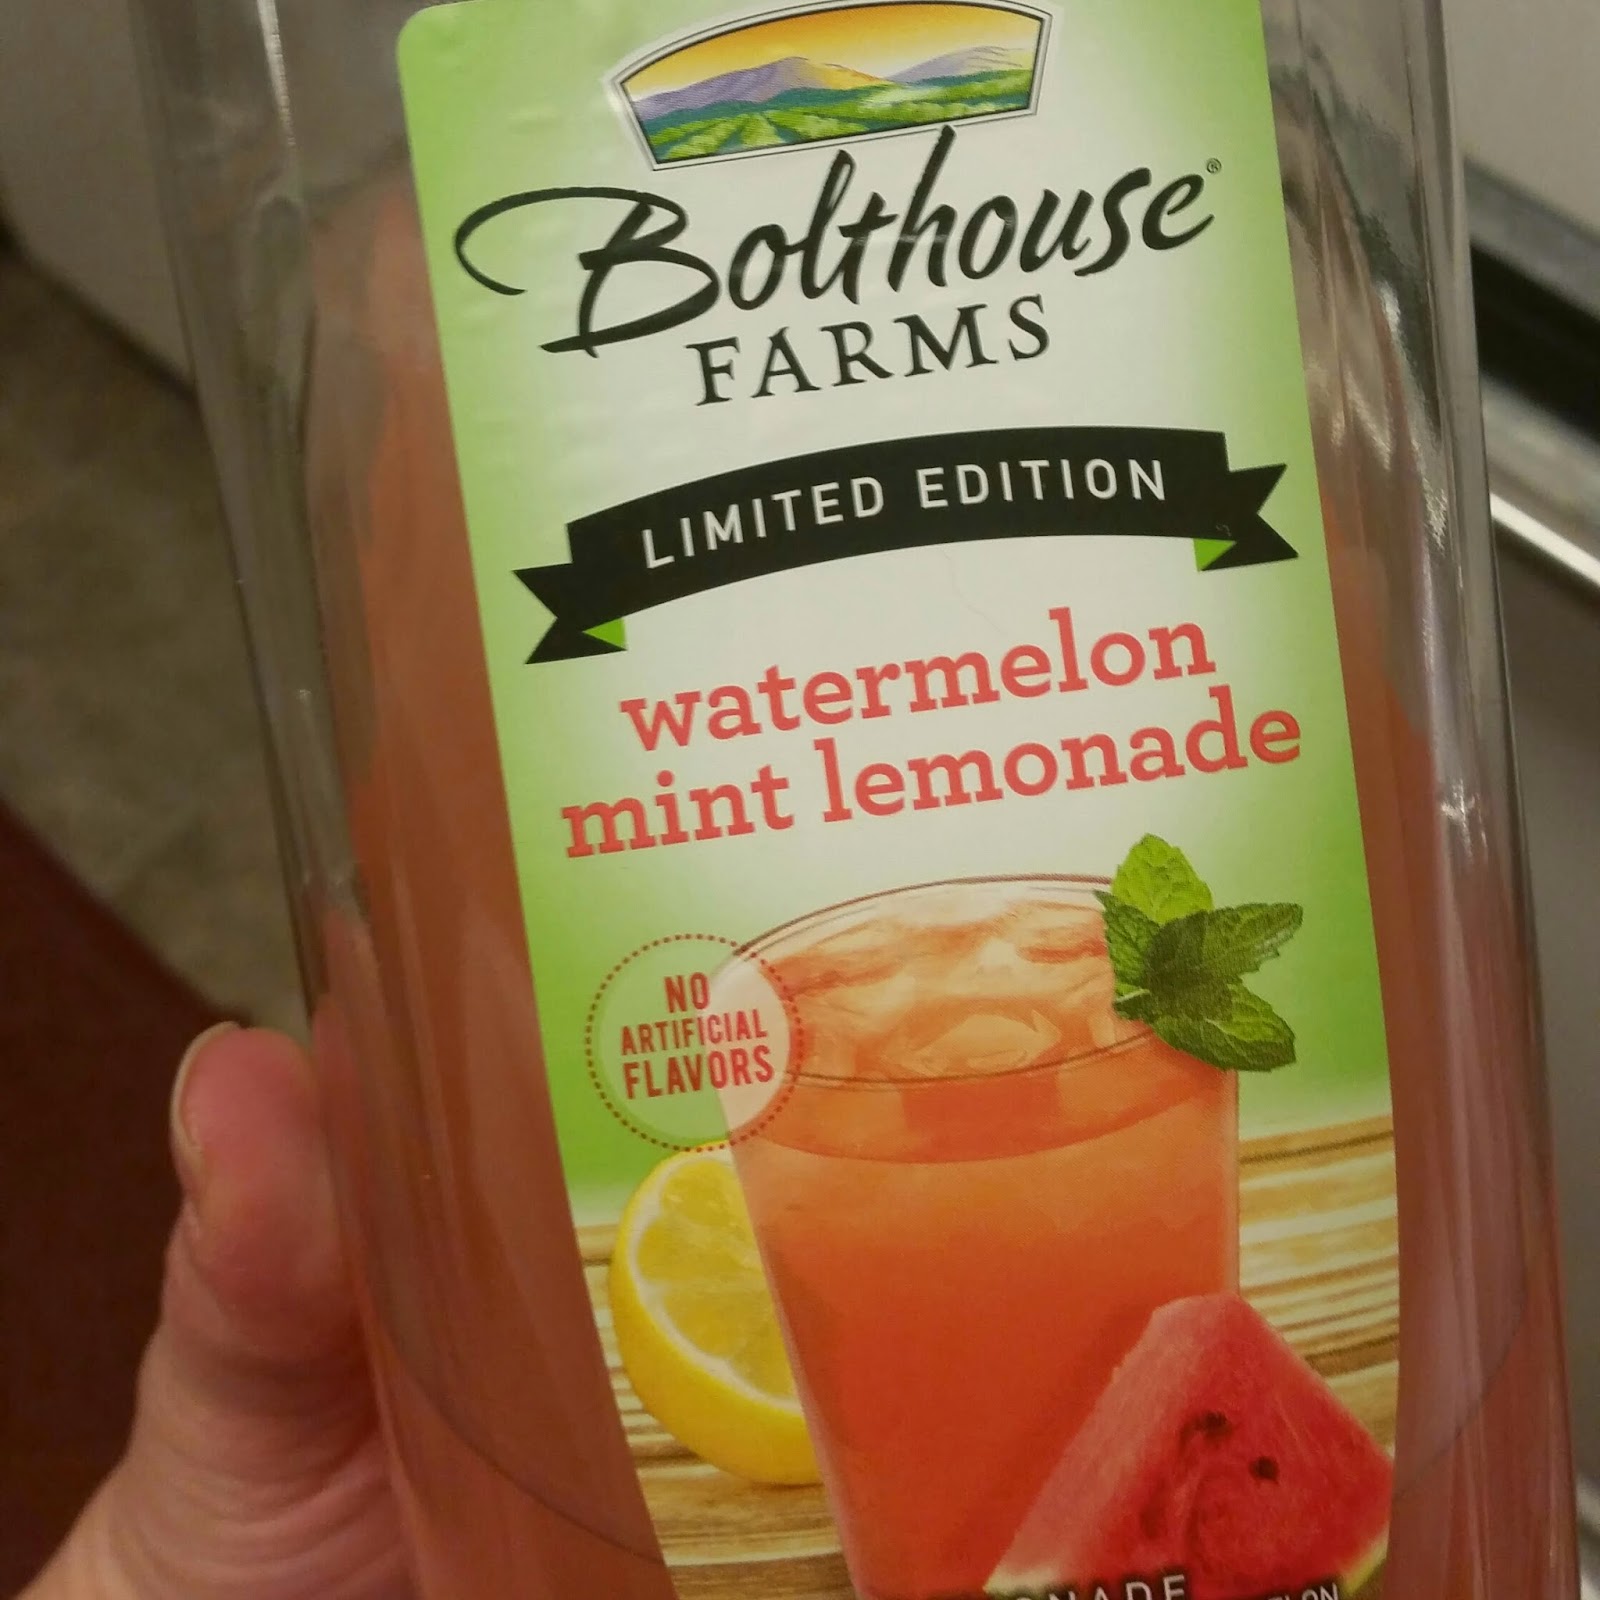 Bolthouse®
FARMS
LIMITED EDITION
watermelon
mint lemonade
NO
ARTIFICIAL
FLAVORS